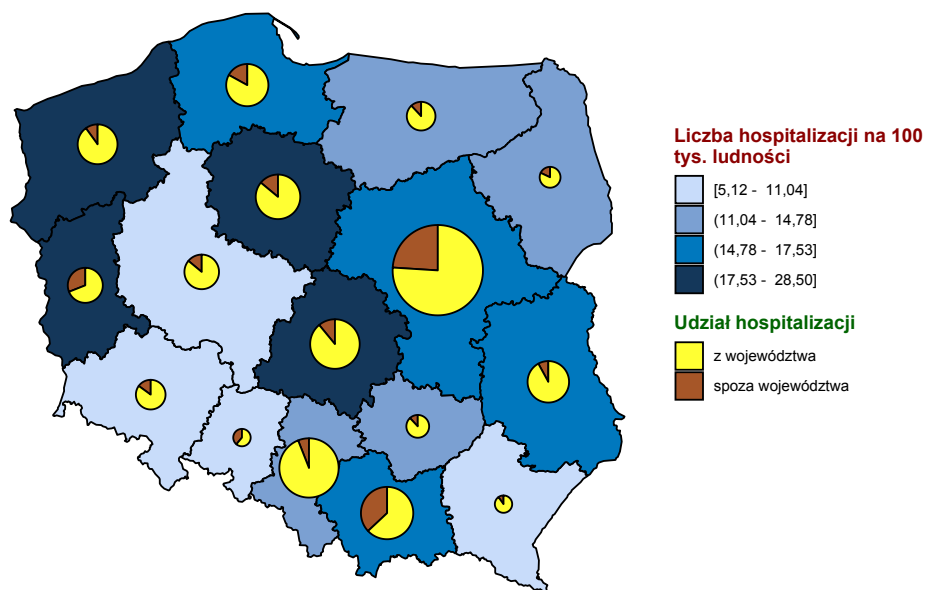 Liczba hospitalizacji na 100
tys. ludności
[5,12 - 11,04]
(11,04 - 14,78]
(14,78 - 17,53]
(17,53 - 28,50]
Udział hospitalizacji
z województwa
spoza województwa